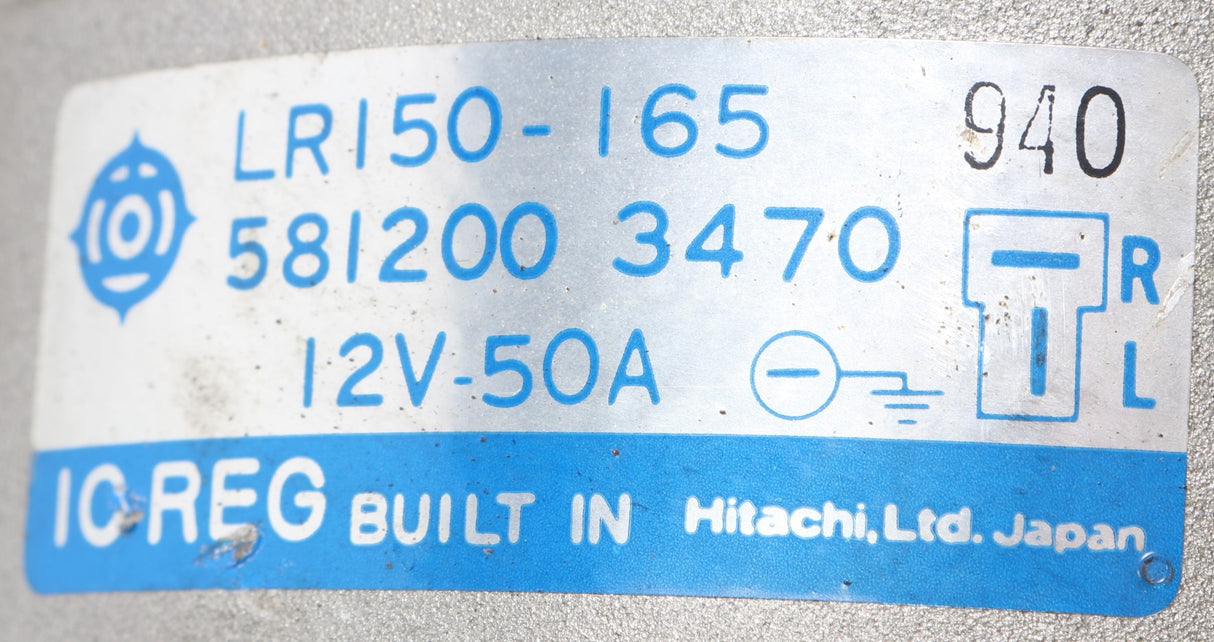 LR150-165 940
581200 3470 R
12V-50A L
IC REG BUILT IN Hitachi, Ltd. Japan